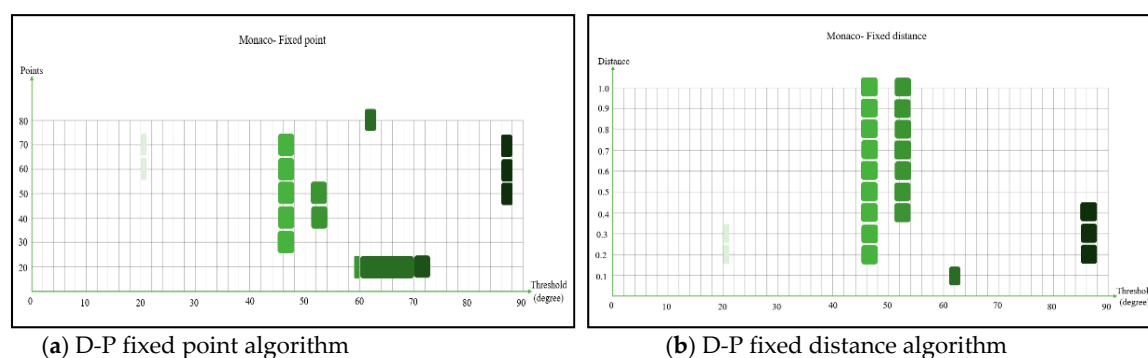 Monaco- Fixed point
Points
80
70
60
50
40
30
20
0 10 20 30 40 50 60 70 80 90
Threshold
(degree)
(a) D-P fixed point algorithm
Monaco- Fixed distance
Distance
1.0
0.9
0.8
0.7
0.6
0.5
0.4
0.3
0.2
0.1
0 10 20 30 40 50 60 70 80 90
Threshold
(degree)
(b) D-P fixed distance algorithm